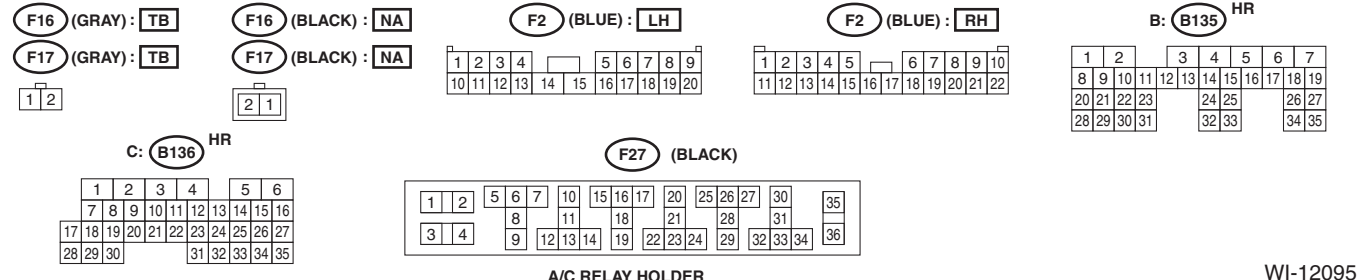 F16 (GRAY) : TB
F16 (BLACK) : NA
F2 (BLUE) : LH
F2 (BLUE) : RH
B: B135 HR
F17 (GRAY) : TB
F17 (BLACK) : NA
1 2
2 1
1 2 3 4 5 6 7 8 9
10 11 12 13 14 15 16 17 18 19 20
1 2 3 4 5 6 7 8 9 10
11 12 13 14 15 16 17 18 19 20 21 22
1 2 3 4 5 6 7
8 9 10 11 12 13 14 15 16 17 18 19
20 21 22 23 24 25 26 27
28 29 30 31 32 33 34 35
C: B136 HR
1 2 3 4 5 6
7 8 9 10 11 12 13 14 15 16
17 18 19 20 21 22 23 24 25 26 27
28 29 30 31 32 33 34 35
F27 (BLACK)
1 2 5 6 7 10 15 16 17 20 25 26 27 30 35
8 11 18 21 28 31
3 4 9 12 13 14 19 22 23 24 29 32 33 34 36
A/C RELAY HOLDER
WI-12095